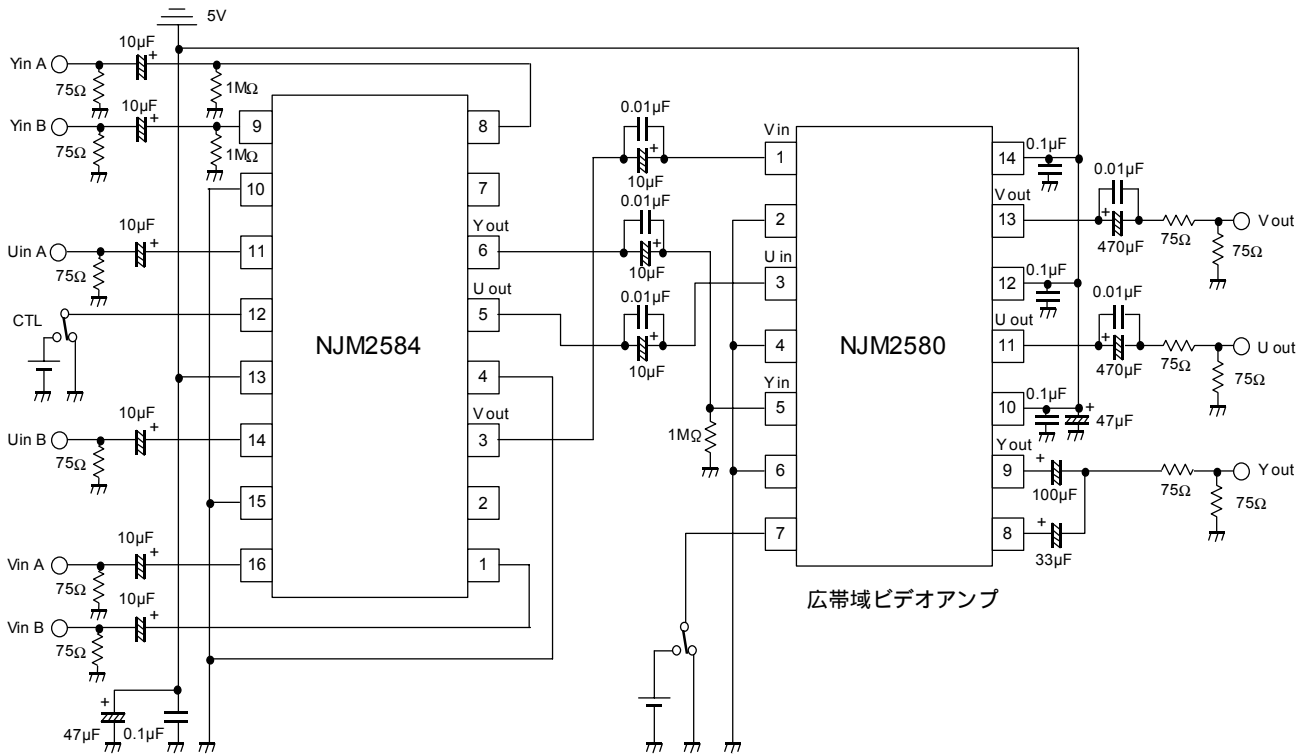 5V
Yin A
10μF
+
75Ω
1MΩ
Yin B
10μF
+
75Ω
1MΩ
9
8
10
7
Uin A
10μF
+
75Ω
11
Y out
6
CTL
12
U out
5
NJM2584
13
4
Uin B
10μF
+
75Ω
14
V out
3
15
2
Vin A
10μF
+
75Ω
16
1
Vin B
10μF
+
75Ω
+
47μF
0.1μF
0.01μF
+
10μF
0.01μF
+
10μF
0.01μF
+
10μF
1MΩ
V in
1
2
U in
3
4
Y in
5
6
7
NJM2580
14
0.1μF
V out
13
0.01μF
+
470μF
75Ω
75Ω
V out
12
0.1μF
U out
11
0.01μF
+
470μF
75Ω
75Ω
U out
10
0.1μF
+
47μF
Y out
9
+
100μF
75Ω
75Ω
Y out
8
+
33μF
広帯域ビデオアンプ